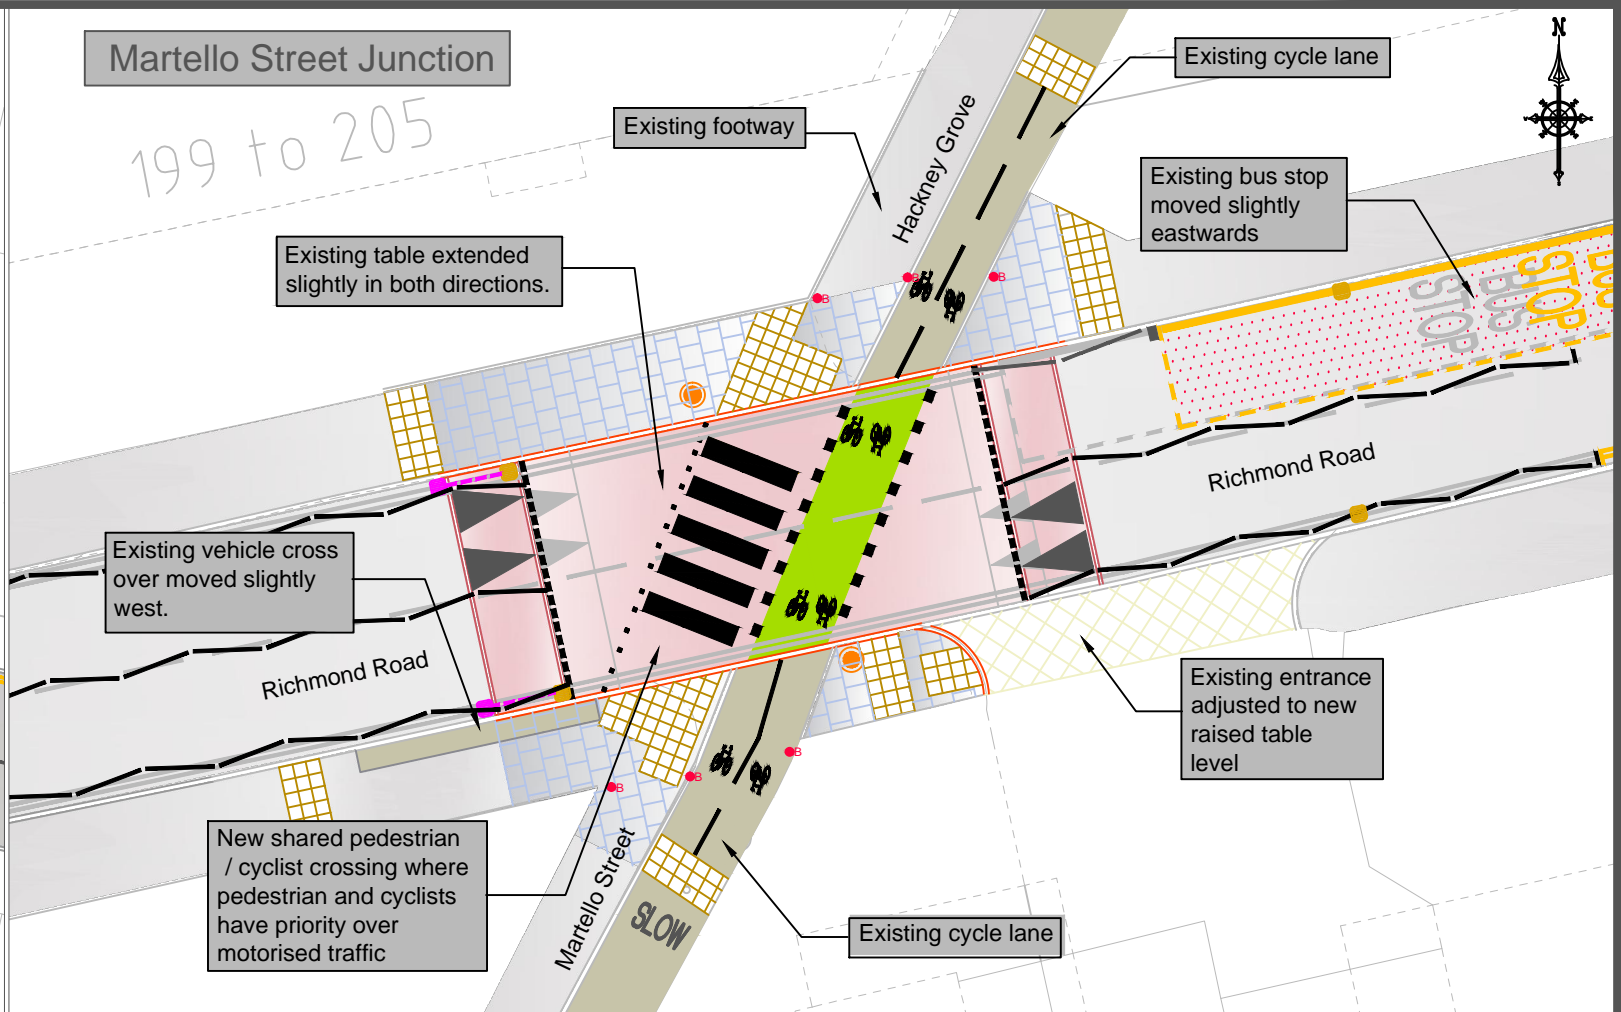 Martello Street Junction
199 to 205
Existing footway
Existing cycle lane
N
Hackney Grove
Existing bus stop
moved slightly
eastwards
Existing table extended
slightly in both directions.
B
B
B
BUS
STOP
BUS
STOP
Richmond Road
Existing vehicle cross
over moved slightly
west.
Richmond Road
Existing entrance
adjusted to new
raised table
level
B
B
B
New shared pedestrian
/ cyclist crossing where
pedestrian and cyclists
have priority over
motorised traffic
Martello Street
SLOW
Existing cycle lane